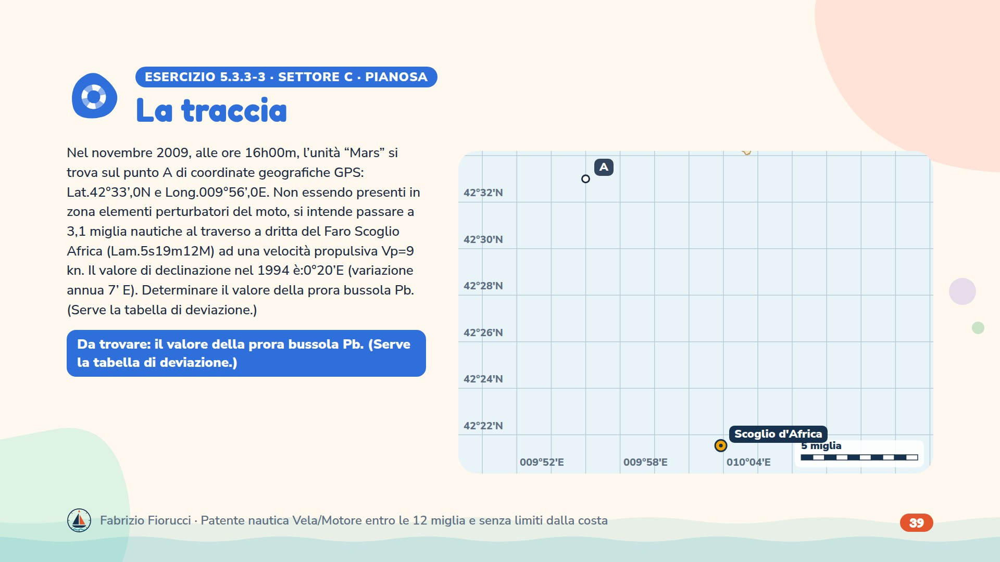 ESERCIZIO 5.3.3-3 · SETTORE C · PIANOSA
La traccia
Nel novembre 2009, alle ore 16h00m, l’unità “Mars” si
trova sul punto A di coordinate geografiche GPS:
Lat.42°33’,0N e Long.009°56’,0E. Non essendo presenti in
zona elementi perturbatori del moto, si intende passare a
3,1 miglia nautiche al traverso a dritta del Faro Scoglio
Africa (Lam.5s19m12M) ad una velocità propulsiva Vp=9
kn. Il valore di declinazione nel 1994 è:0°20’E (variazione
annua 7’ E). Determinare il valore della prora bussola Pb.
(Serve la tabella di deviazione.)
Da trovare: il valore della prora bussola Pb. (Serve
la tabella di deviazione.)
A
42°32'N
42°30'N
42°28'N
42°26'N
42°24'N
42°22'N
Scoglio d'Africa
5 miglia
009°52'E
009°58'E
010°04'E
Fabrizio Fiorucci · Patente nautica Vela/Motore entro le 12 miglia e senza limiti dalla costa
39